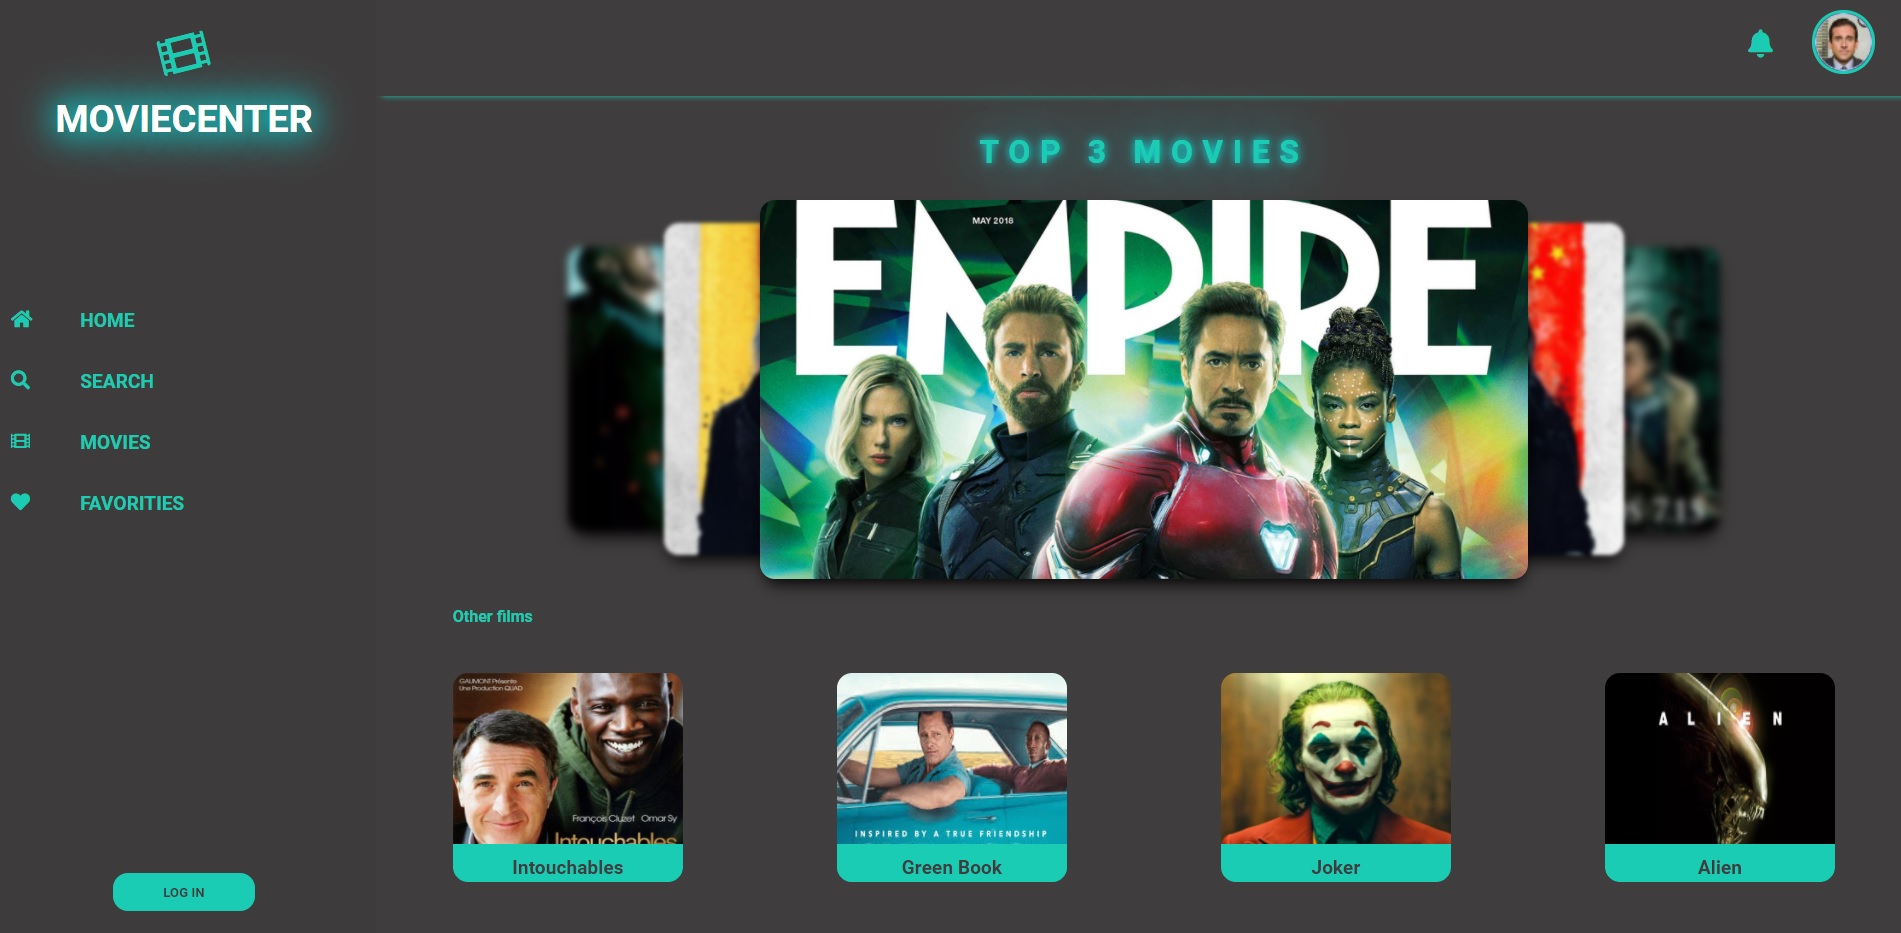 MOVIECENTER
HOME
SEARCH
MOVIES
FAVORITIES
LOG IN
TOP 3 MOVIES
EMPIRE
MAY 2018
Other films
GAUMONT Présente
Une Production QUAD
François Cluzet Omar Sy
Intouchables
Intouchables
INSPIRED BY A TRUE FRIENDSHIP
Green Book
Joker
ALIEN
Alien